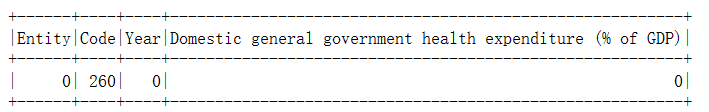 +------+----+----+-----------------------------------------------------------+
|Entity|Code|Year|Domestic general government health expenditure (% of GDP)|
+------+----+----+-----------------------------------------------------------+
|     0| 260|   0|                                                        0|
+------+----+----+-----------------------------------------------------------+